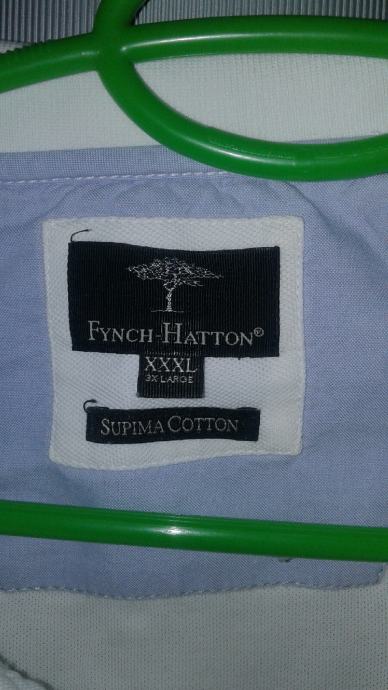 FYNCH-HATTON®
XXXL
3X LARGE
SUPIMA COTTON